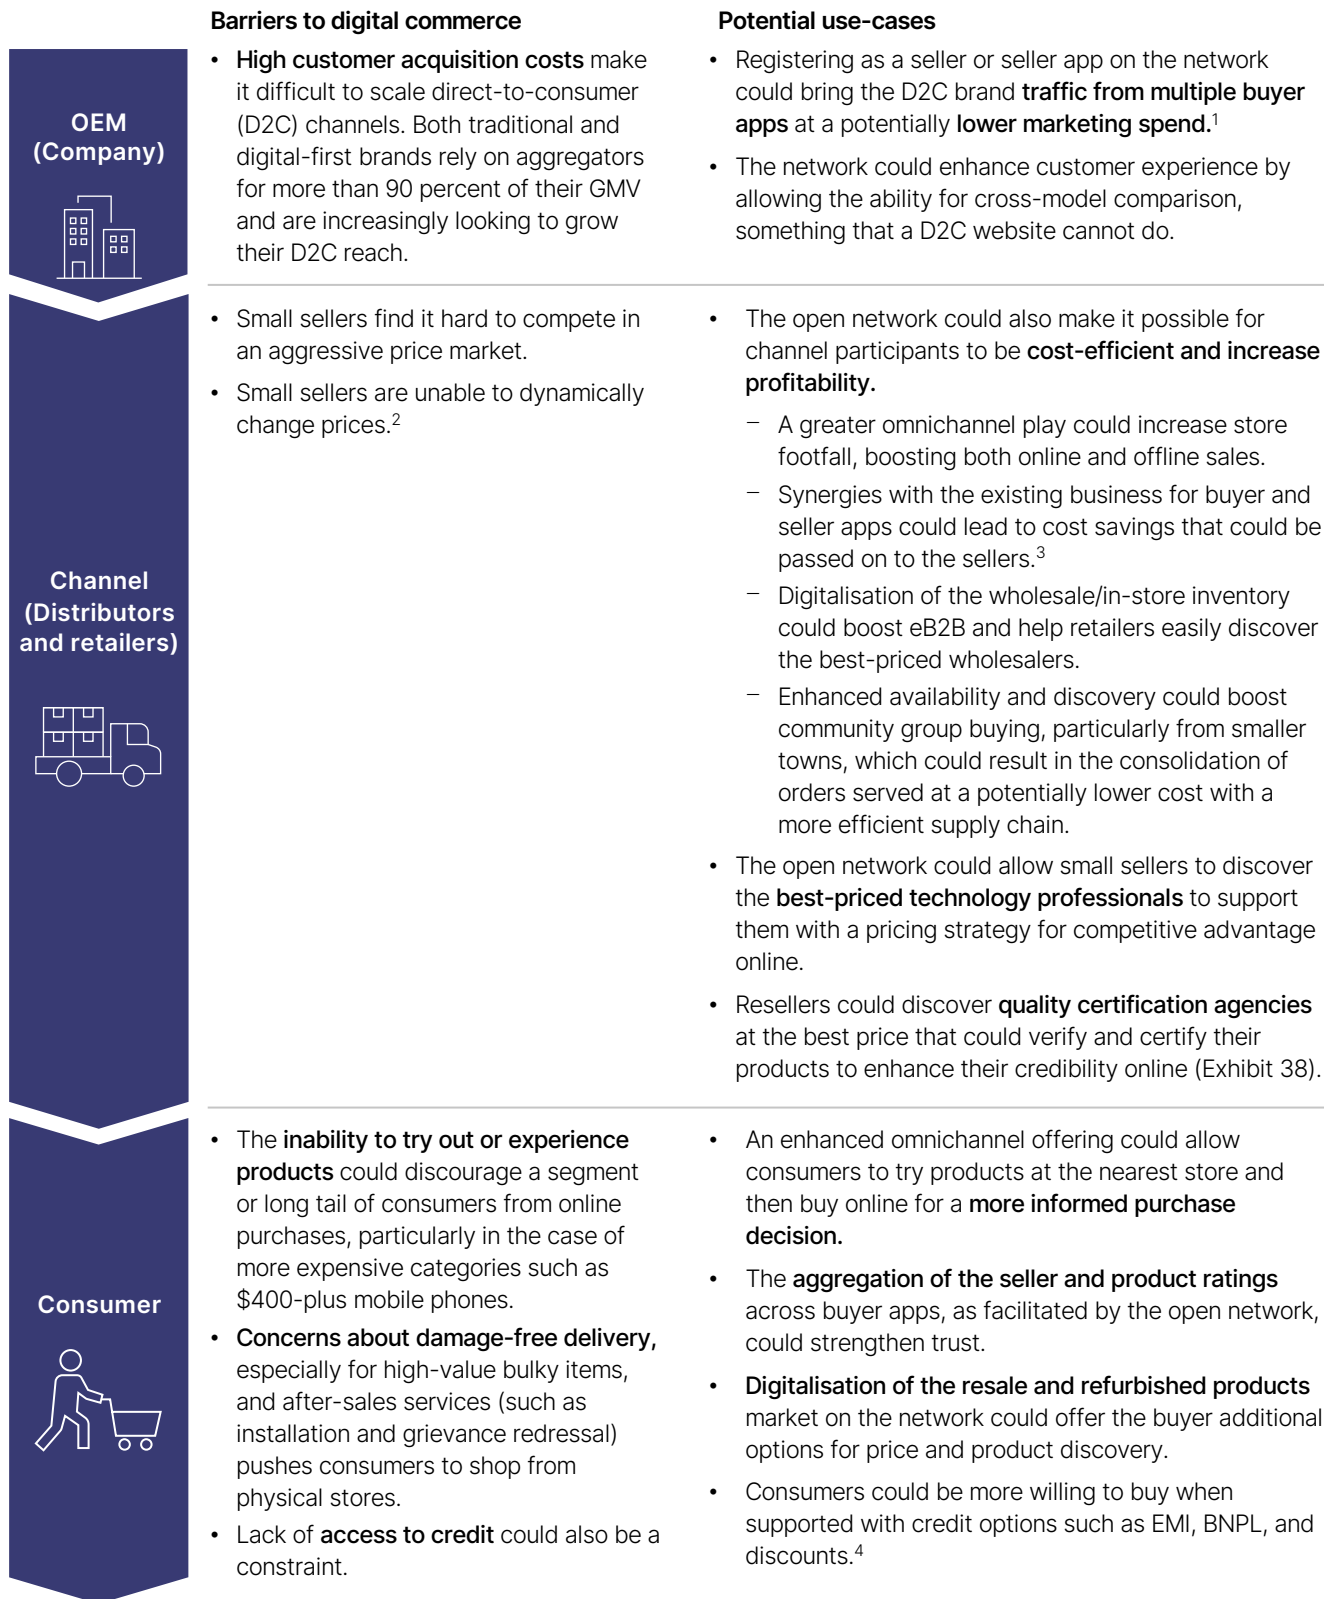 Barriers to digital commerce
Potential use-cases
OEM
(Company)
• High customer acquisition costs make
it difficult to scale direct-to-consumer
(D2C) channels. Both traditional and
digital-first brands rely on aggregators
for more than 90 percent of their GMV
and are increasingly looking to grow
their D2C reach.
• Registering as a seller or seller app on the network
could bring the D2C brand traffic from multiple buyer
apps at a potentially lower marketing spend.1
• The network could enhance customer experience by
allowing the ability for cross-model comparison,
something that a D2C website cannot do.
Channel
(Distributors
and retailers)
• Small sellers find it hard to compete in
an aggressive price market.
• Small sellers are unable to dynamically
change prices.2
• The open network could also make it possible for
channel participants to be cost-efficient and increase
profitability.
– A greater omnichannel play could increase store
footfall, boosting both online and offline sales.
– Synergies with the existing business for buyer and
seller apps could lead to cost savings that could be
passed on to the sellers.3
– Digitalisation of the wholesale/in-store inventory
could boost eB2B and help retailers easily discover
the best-priced wholesalers.
– Enhanced availability and discovery could boost
community group buying, particularly from smaller
towns, which could result in the consolidation of
orders served at a potentially lower cost with a
more efficient supply chain.
• The open network could allow small sellers to discover
the best-priced technology professionals to support
them with a pricing strategy for competitive advantage
online.
• Resellers could discover quality certification agencies
at the best price that could verify and certify their
products to enhance their credibility online (Exhibit 38).
Consumer
• The inability to try out or experience
products could discourage a segment
or long tail of consumers from online
purchases, particularly in the case of
more expensive categories such as
$400-plus mobile phones.
• Concerns about damage-free delivery,
especially for high-value bulky items,
and after-sales services (such as
installation and grievance redressal)
pushes consumers to shop from
physical stores.
• Lack of access to credit could also be a
constraint.
• An enhanced omnichannel offering could allow
consumers to try products at the nearest store and
then buy online for a more informed purchase
decision.
• The aggregation of the seller and product ratings
across buyer apps, as facilitated by the open network,
could strengthen trust.
• Digitalisation of the resale and refurbished products
market on the network could offer the buyer additional
options for price and product discovery.
• Consumers could be more willing to buy when
supported with credit options such as EMI, BNPL, and
discounts.4